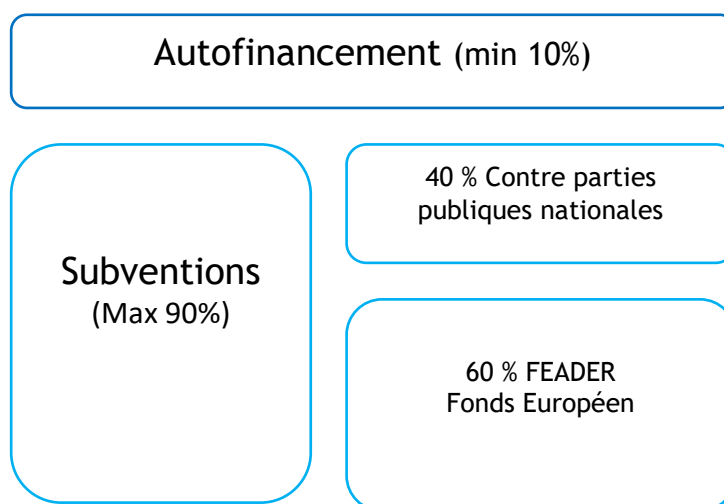 Autofinancement (min 10%)
Subventions
(Max 90%)
40 % Contre parties
publiques nationales
60 % FEADER
Fonds Européen